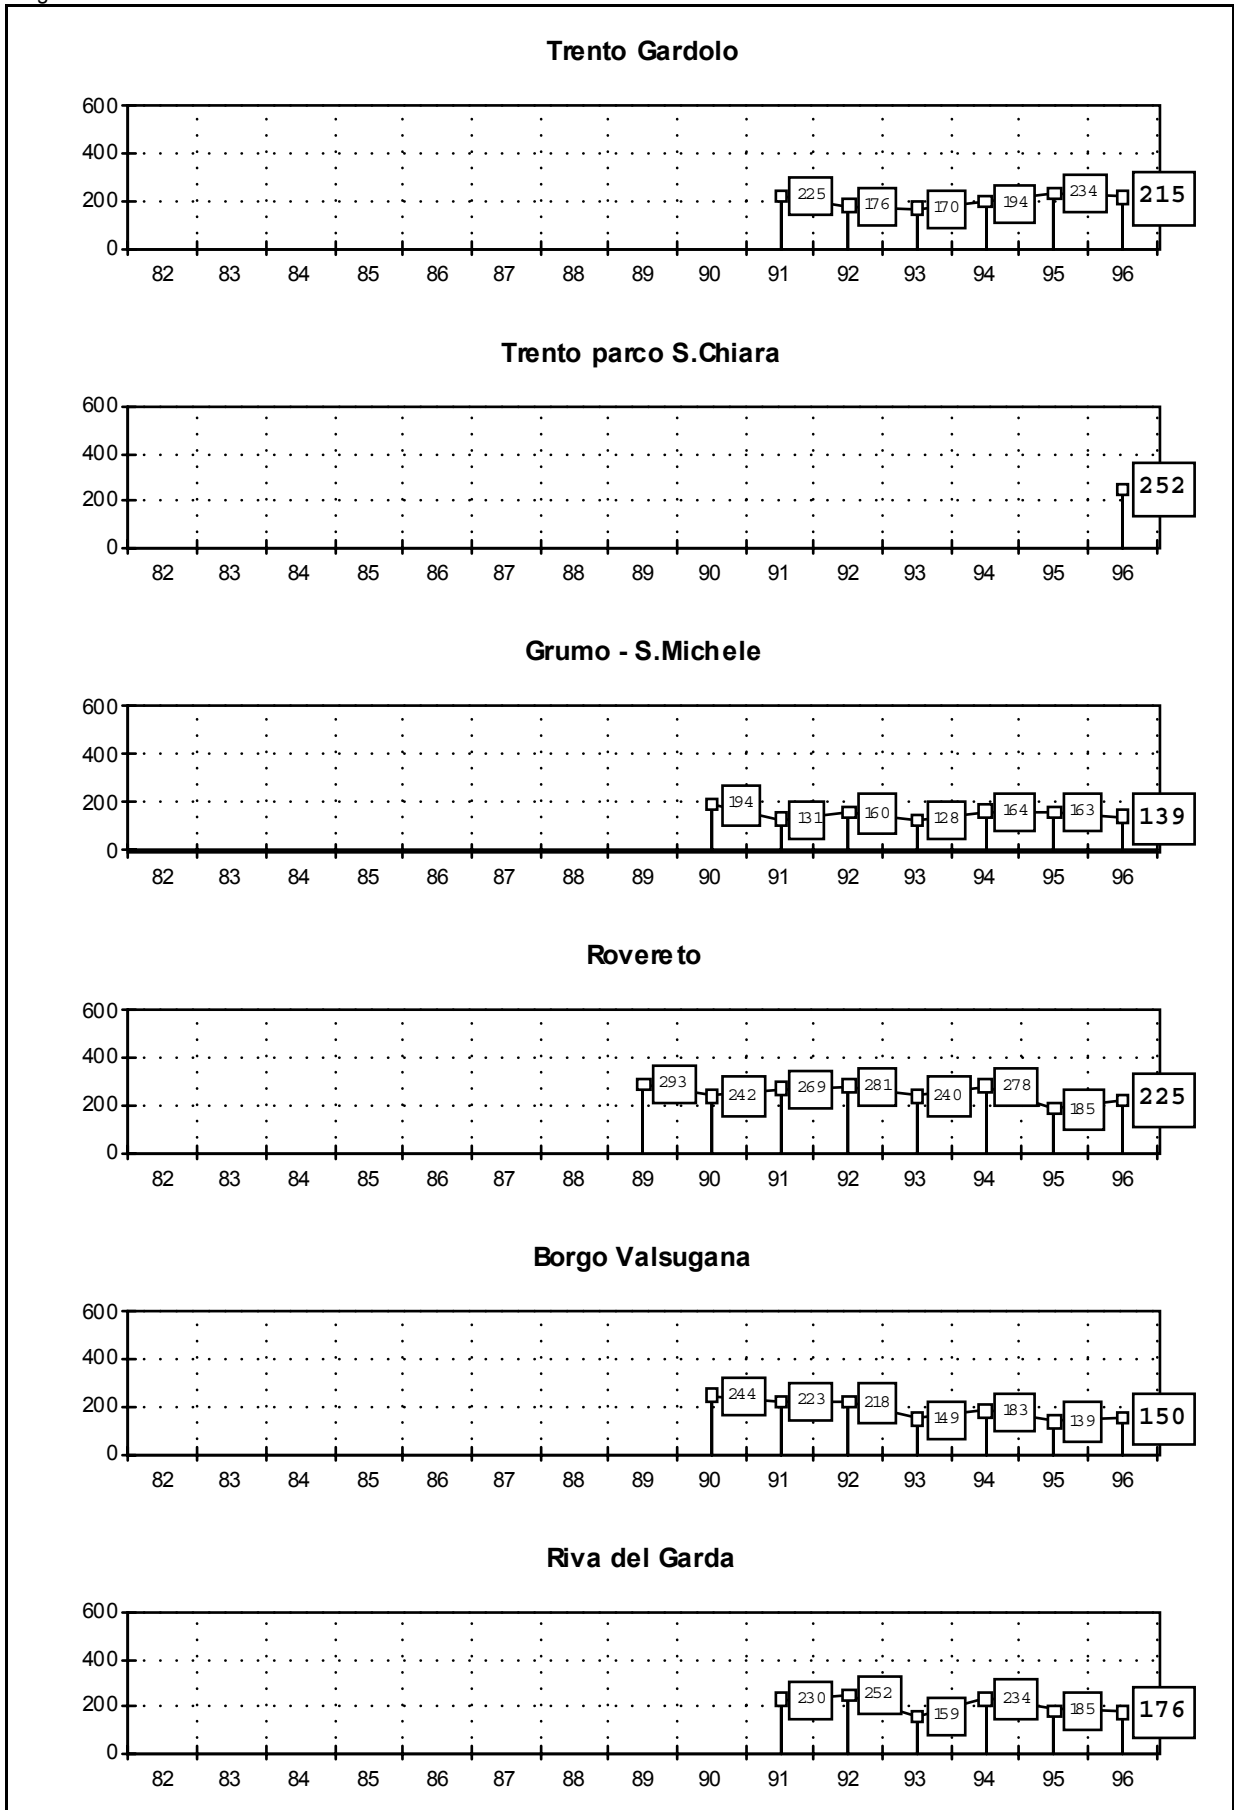 Trento Gardolo
600
400
200
0
225 176 170 194 234 215
82 83 84 85 86 87 88 89 90 91 92 93 94 95 96
Trento parco S.Chiara
600
400
200
0
252
82 83 84 85 86 87 88 89 90 91 92 93 94 95 96
Grumo - S.Michele
600
400
200
0
194 131 160 128 164 163 139
82 83 84 85 86 87 88 89 90 91 92 93 94 95 96
Rovereto
600
400
200
0
293 242 269 281 240 278 185 225
82 83 84 85 86 87 88 89 90 91 92 93 94 95 96
Borgo Valsugana
600
400
200
0
244 223 218 149 183 139 150
82 83 84 85 86 87 88 89 90 91 92 93 94 95 96
Riva del Garda
600
400
200
0
230 252 159 234 185 176
82 83 84 85 86 87 88 89 90 91 92 93 94 95 96